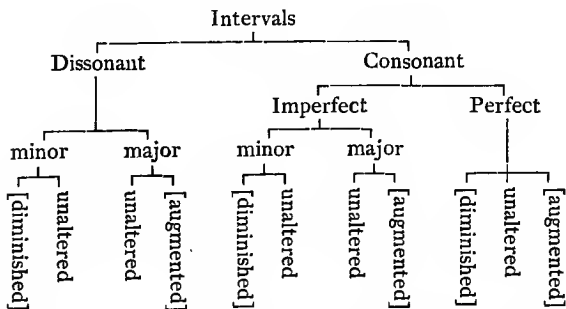 Intervals
Dissonant Consonant
Imperfect Perfect
minor major minor major
[diminished] unaltered unaltered [augmented] [diminished] unaltered unaltered [augmented] [diminished] unaltered [augmented]